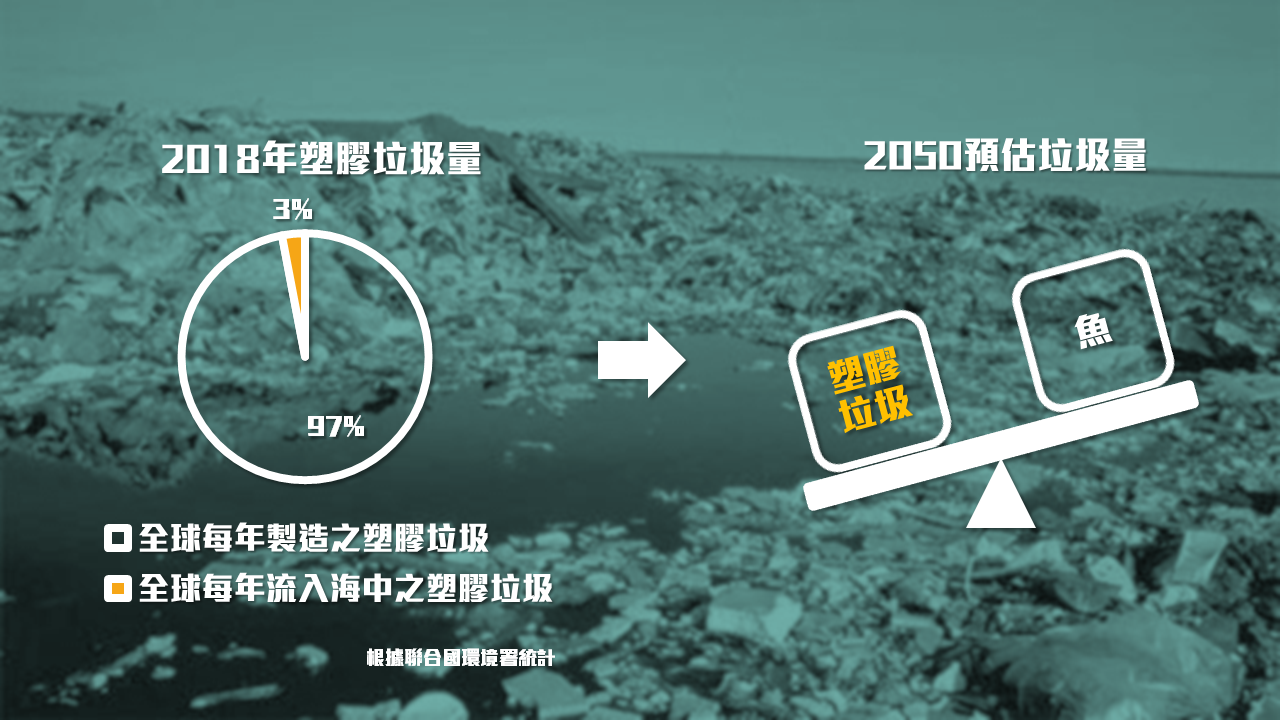 2018年塑膠垃圾量
3%
97%
全球每年製造之塑膠垃圾
全球每年流入海中之塑膠垃圾
根據聯合國環境署統計
2050預估垃圾量
塑膠
垃圾
魚